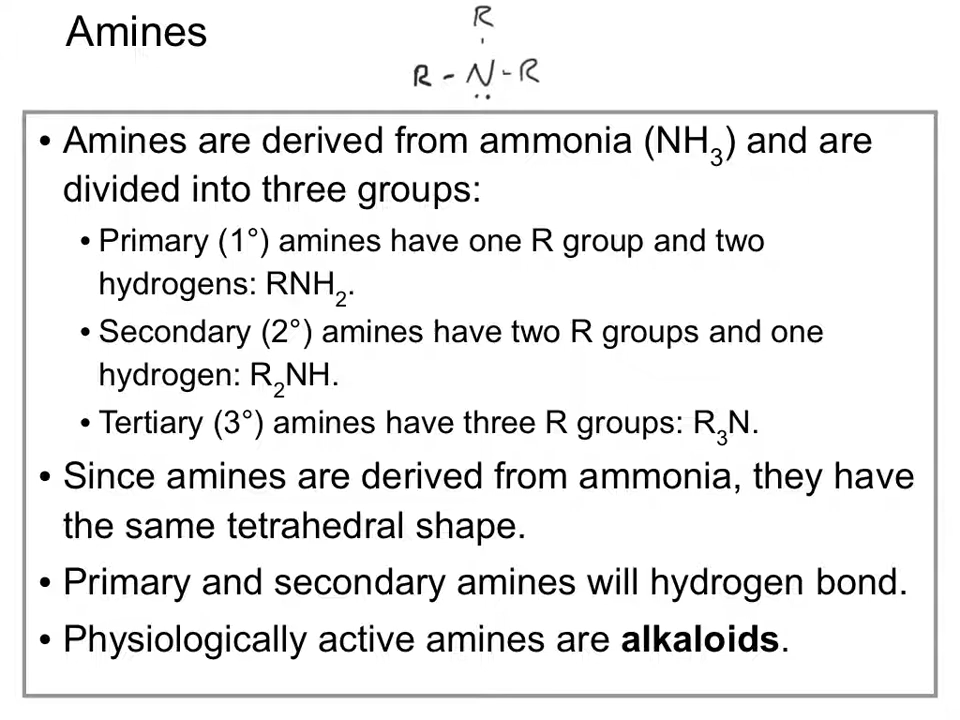 Amines
R
R - N - R
• Amines are derived from ammonia (NH₃) and are
divided into three groups:
• Primary (1°) amines have one R group and two
hydrogens: RNH₂.
• Secondary (2°) amines have two R groups and one
hydrogen: R₂NH.
• Tertiary (3°) amines have three R groups: R₃N.
• Since amines are derived from ammonia, they have
the same tetrahedral shape.
• Primary and secondary amines will hydrogen bond.
• Physiologically active amines are alkaloids.